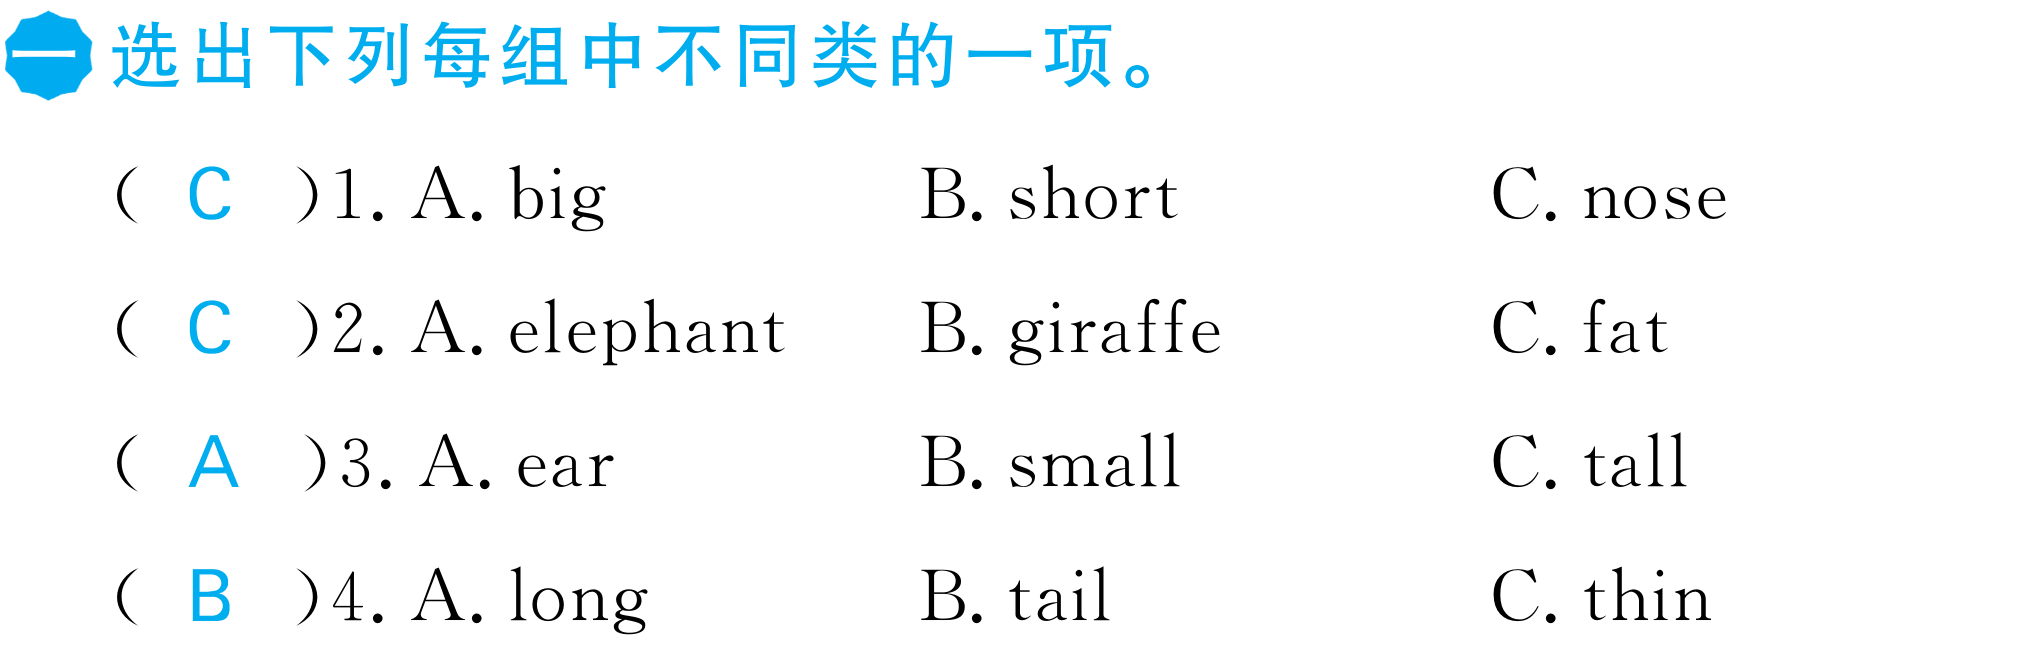 一 选出下列每组中不同类的一项。
( C )1. A. big B. short C. nose
( C )2. A. elephant B. giraffe C. fat
( A )3. A. ear B. small C. tall
( B )4. A. long B. tail C. thin